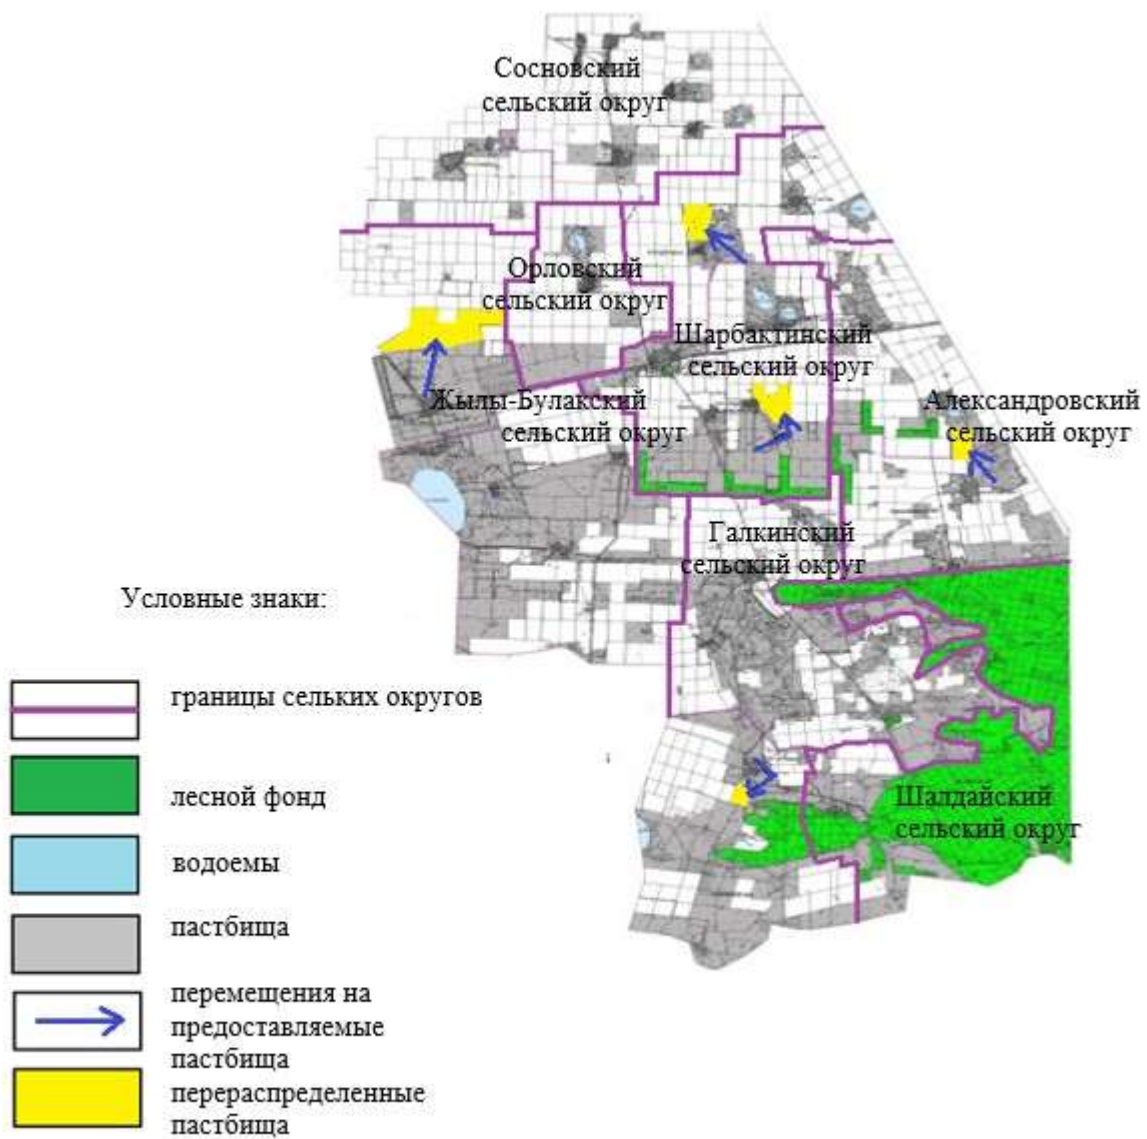 Сосновский
сельский округ
Орловский
сельский округ
Шарбактинский
сельский округ
Жылы-Булакский
сельский округ
Александровский
сельский округ
Галкинский
сельский округ
Шалдайский
сельский округ
Условные знаки:
границы сельких округов
лесной фонд
водоемы
пастбища
перемещения на
предоставляемые
пастбища
перераспределенные
пастбища